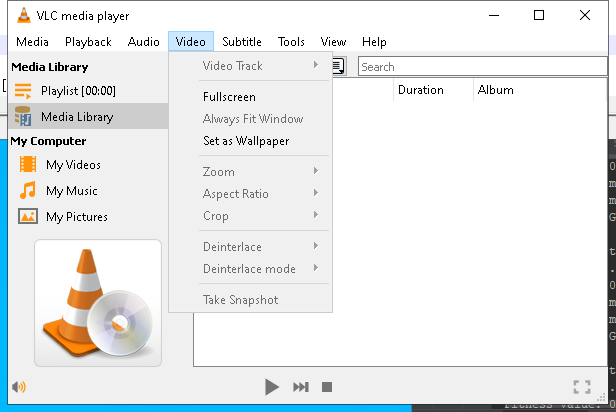 VLC media player
Media Playback Audio Video Subtitle Tools View Help
Media Library
Playlist [00:00]
Media Library
My Computer
My Videos
My Music
My Pictures
Video Track
Fullscreen
Always Fit Window
Set as Wallpaper
Zoom
Aspect Ratio
Crop
Deinterlace
Deinterlace mode
Take Snapshot
Search
Duration Album